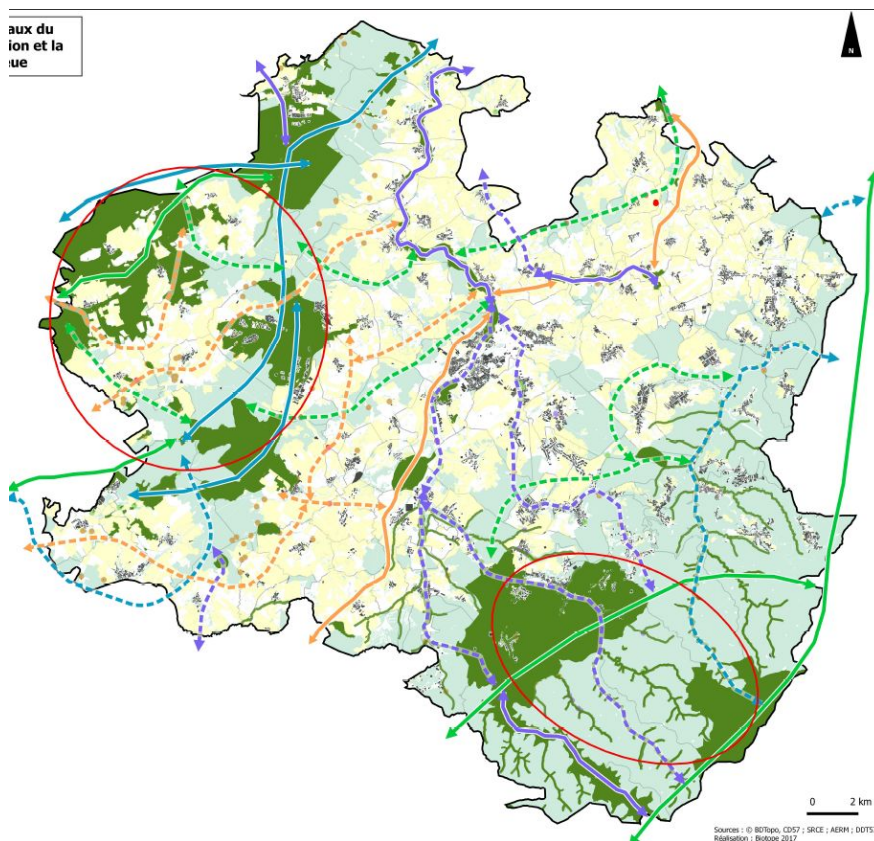 aux du
ion et la
eue
N
0 2 km
Sources : © BDTopo, CD57 ; SRCE ; AERM ; DDT5
Réalisation : Biotope 2017